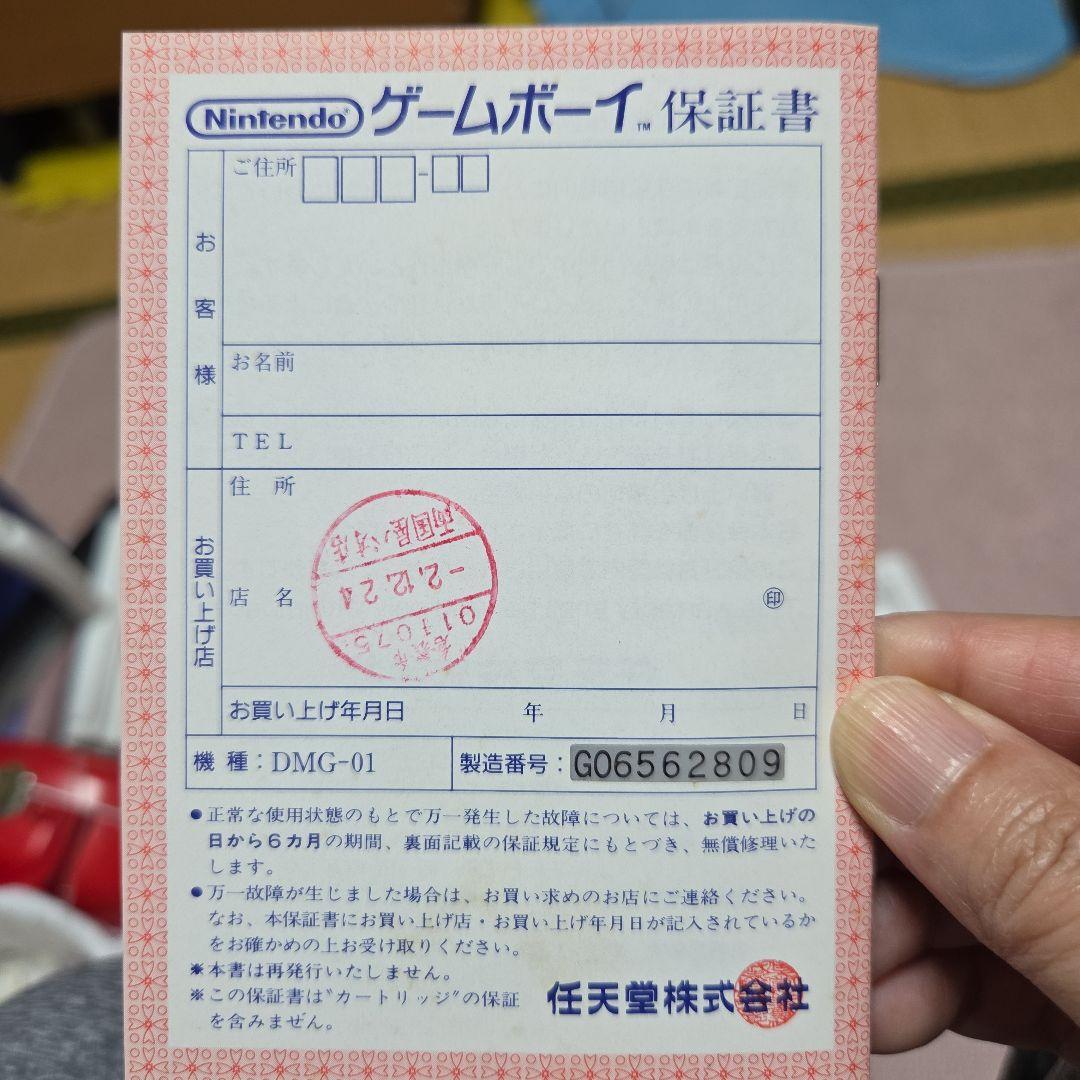 Nintendo ゲームボーイ™ 保証書
お客様
ご住所
-
お名前
TEL
お買い上げ店
住所
店名
印
-2.12.24
011075
お買い上げ年月日 年 月 日
機種：DMG-01
製造番号：G06562809
●正常な使用状態のもとで万一発生した故障については、お買い上げの
日から6カ月の期間、裏面記載の保証規定にもとづき、無償修理いた
します。
●万一故障が生じました場合は、お買い求めのお店にご連絡ください。
なお、本保証書にお買い上げ店・お買い上げ年月日が記入されているか
をお確かめの上お受け取りください。
※本書は再発行いたしません。
※この保証書は"カートリッジ"の保証
を含みません。
任天堂株式会社